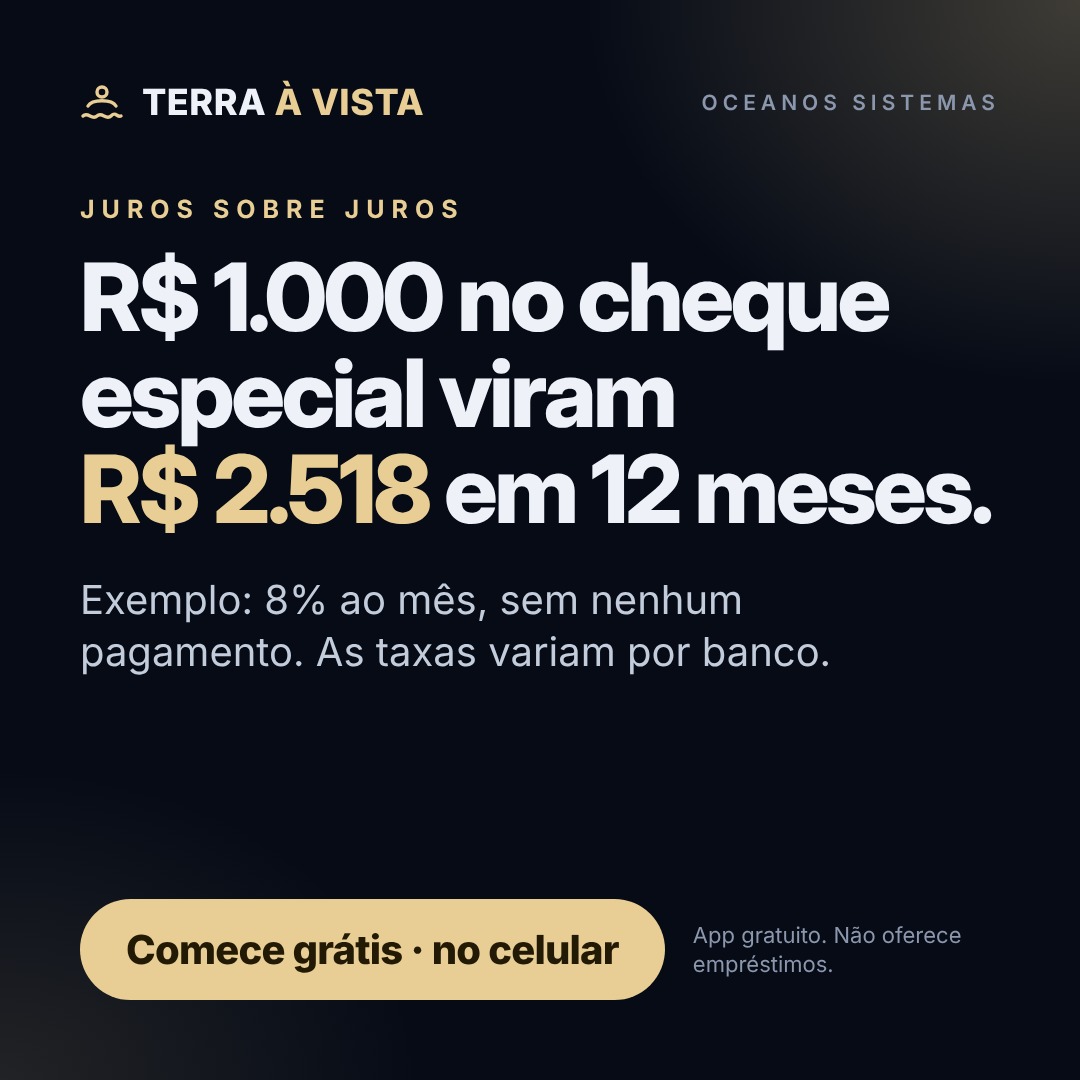 TERRA À VISTA
OCEANOS SISTEMAS
JUROS SOBRE JUROS
R$ 1.000 no cheque
especial viram
R$ 2.518 em 12 meses.
Exemplo: 8% ao mês, sem nenhum
pagamento. As taxas variam por banco.
Comece grátis · no celular
App gratuito. Não oferece
empréstimos.